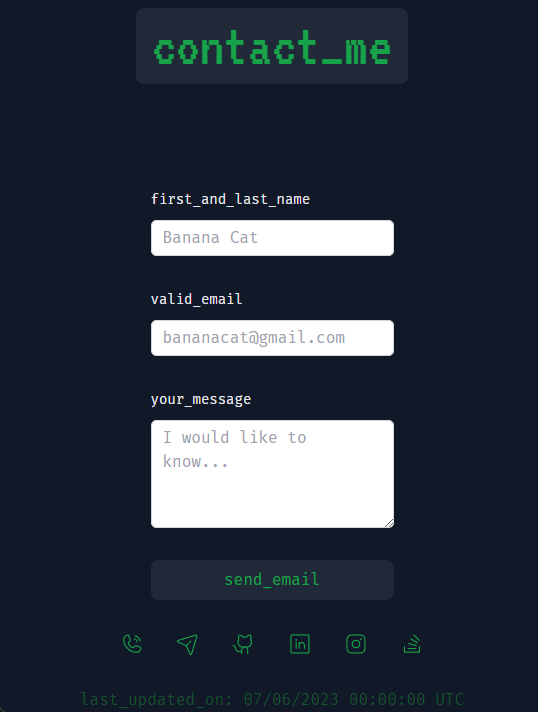 contact_me
first_and_last_name
Banana Cat
valid_email
bananacat@gmail.com
your_message
I would like to
know...
send_email
last_updated_on: 07/06/2023 00:00:00 UTC